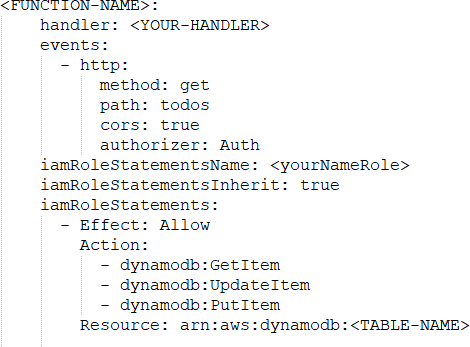 <FUNCTION-NAME>:
    handler: <YOUR-HANDLER>
    events:
      - http:
          method: get
          path: todos
          cors: true
          authorizer: Auth
    iamRoleStatementsName: <yourNameRole>
    iamRoleStatementsInherit: true
    iamRoleStatements:
      - Effect: Allow
        Action:
          - dynamodb:GetItem
          - dynamodb:UpdateItem
          - dynamodb:PutItem
        Resource: arn:aws:dynamodb:<TABLE-NAME>